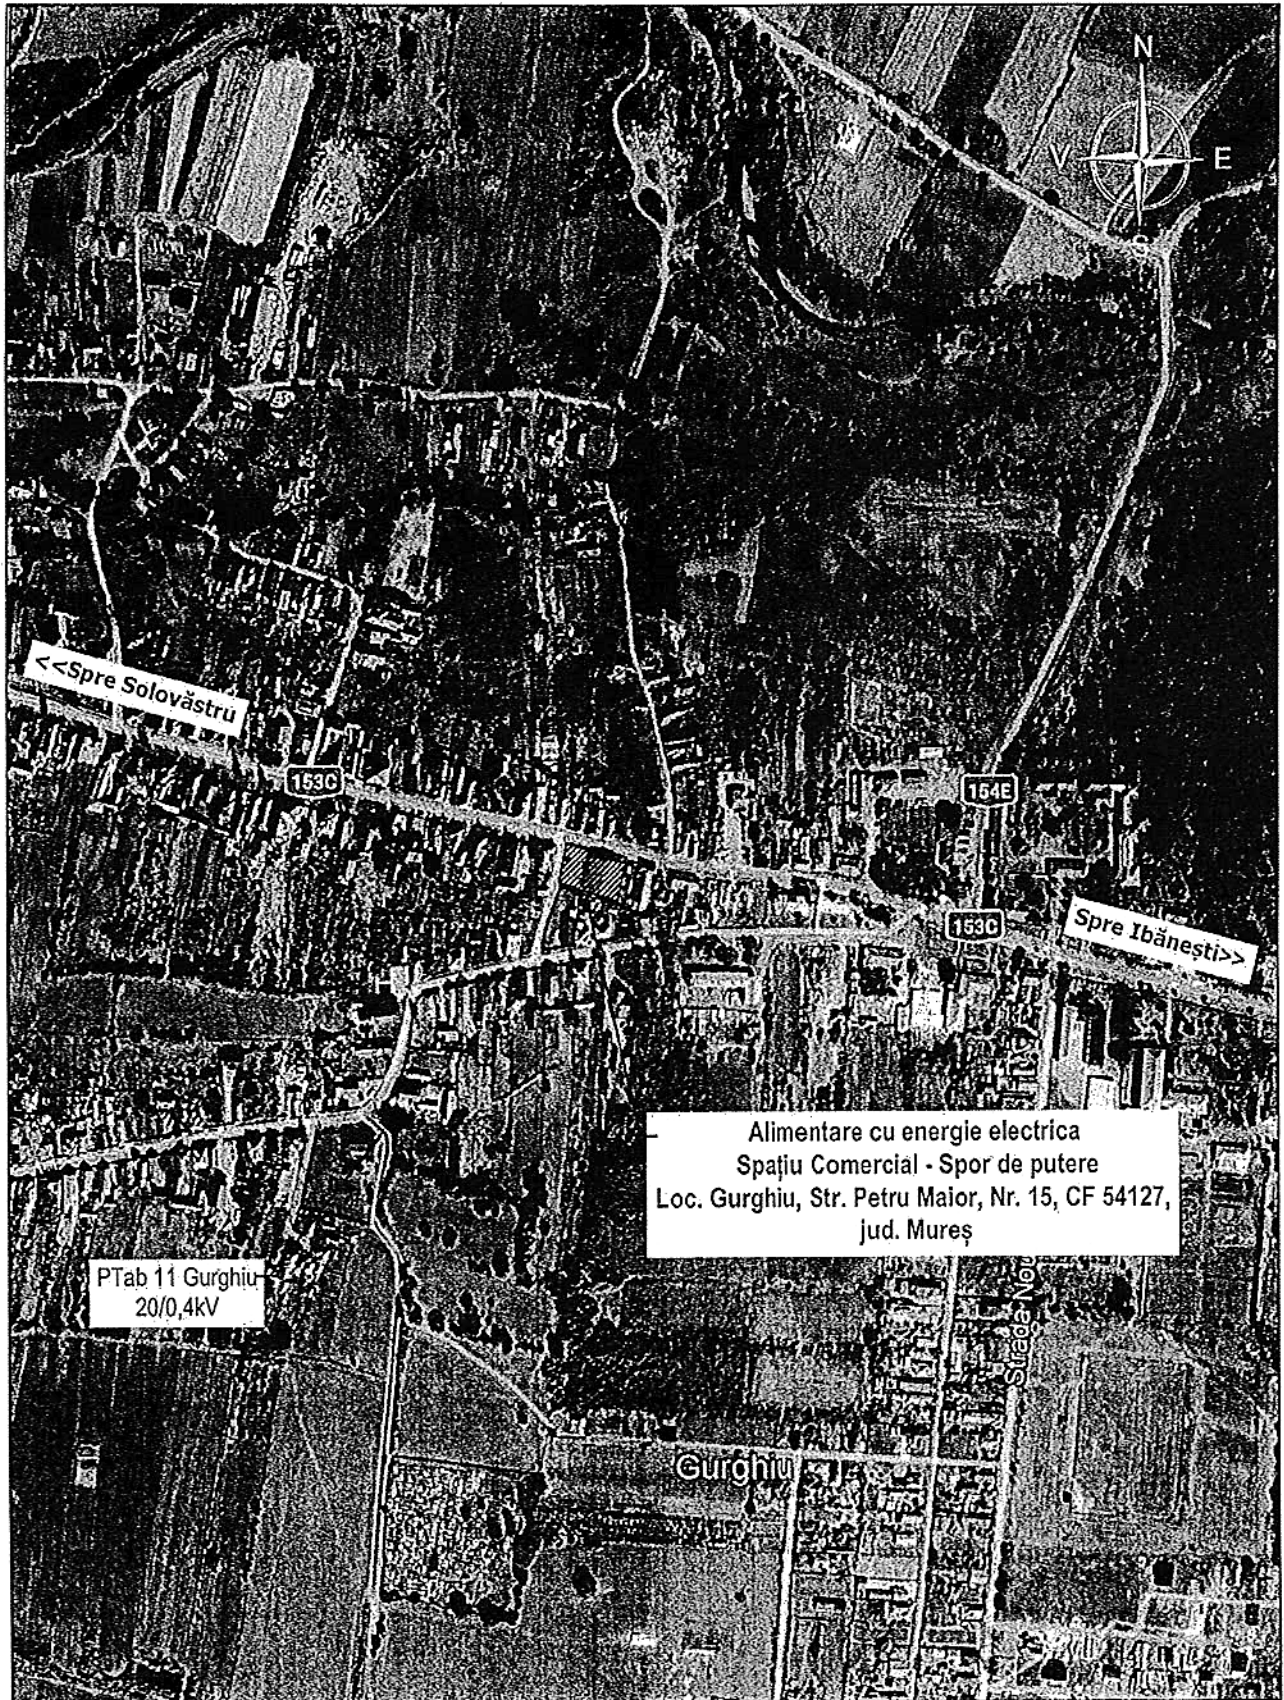 N
V E
S
<<Spre Solovăstru
153C
154E
153C
Spre Ibănești>>
Alimentare cu energie electrica
Spațiu Comercial - Spor de putere
Loc. Gurghiu, Str. Petru Maior, Nr. 15, CF 54127,
jud. Mureș
PTab 11 Gurghiu
20/0,4kV
Strada Nou
Gurghiu